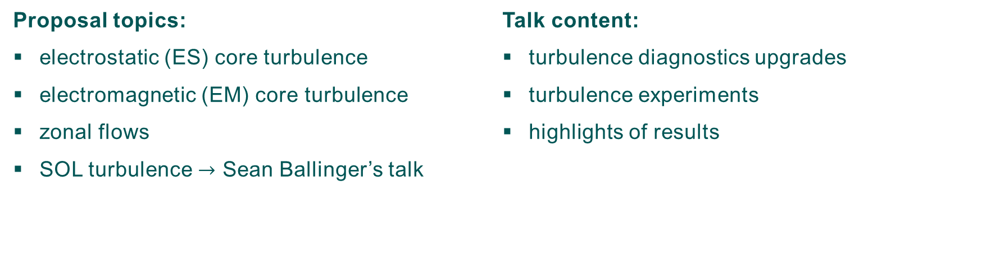 Proposal topics:
▪ electrostatic (ES) core turbulence
▪ electromagnetic (EM) core turbulence
▪ zonal flows
▪ SOL turbulence → Sean Ballinger’s talk
Talk content:
▪ turbulence diagnostics upgrades
▪ turbulence experiments
▪ highlights of results